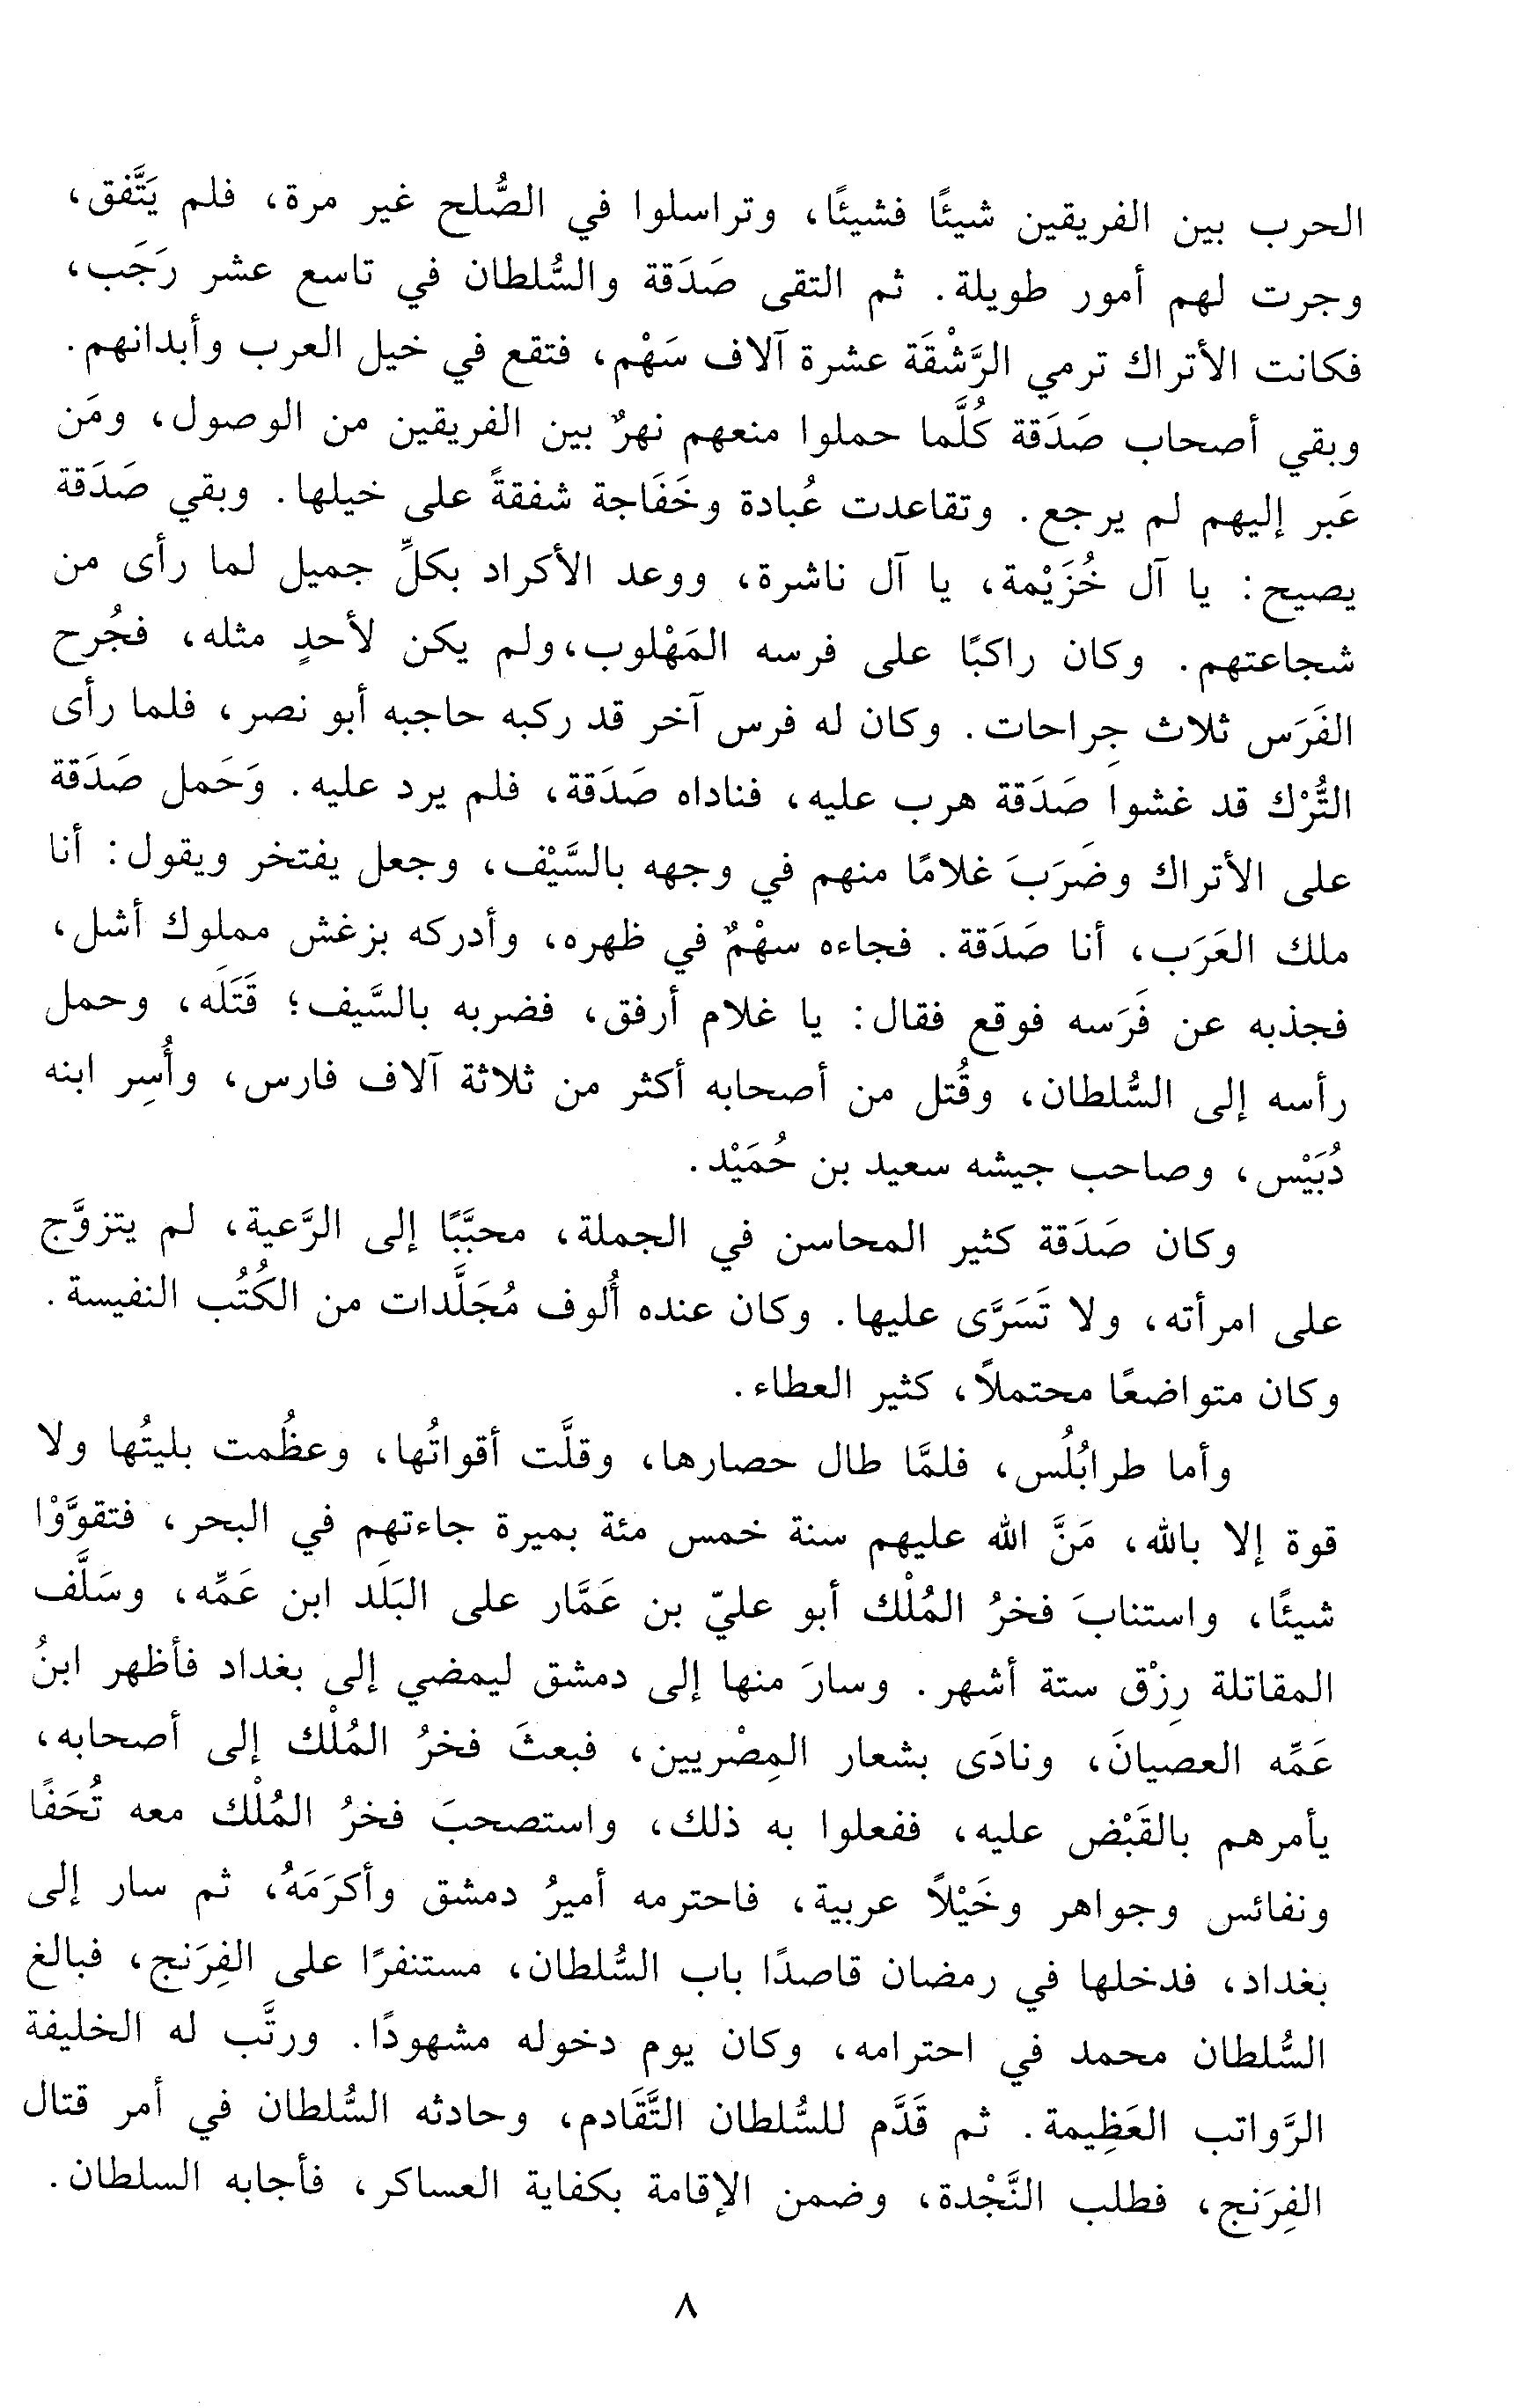 الحرب بين الفريقين شيئًا فشيئًا، وتراسلوا في الصُّلح غير مرة، فلم يَتَّفق،
وجرت لهم أمور طويلة. ثم التقى صَدَقة والسُّلطان في تاسع عشر رَجَب،
فكانت الأتراك ترمي الرَّشْقَة عشرة آلاف سَهْم، فتقع في خيل العرب وأبدانهم.
وبقي أصحاب صَدَقة كُلَّما حملوا منعهم نهرٌ بين الفريقين من الوصول، ومَن
عَبر إليهم لم يرجع. وتقاعدت عُبادة وخَفَاجة شفقةً على خيلها. وبقي صَدَقة
يصيح: يا آل خُزَيْمة، يا آل ناشرة، ووعد الأكراد بكلِّ جميل لما رأى من
شجاعتهم. وكان راكبًا على فرسه المَهْلوب، ولم يكن لأحدٍ مثله، فجُرح
الفَرَس ثلاث جِراحات. وكان له فرس آخر قد ركبه حاجبه أبو نصر، فلما رأى
التُّرْك قد غشوا صَدَقة هرب عليه، فناداه صَدَقة، فلم يرد عليه. وَحَمل صَدَقة
على الأتراك وضَرَبَ غلامًا منهم في وجهه بالسَّيْف، وجعل يفتخر ويقول: أنا
ملك العَرَب، أنا صَدَقة. فجاءه سهْمٌ في ظهره، وأدركه بزغش مملوك أشل،
فجذبه عن فَرَسه فوقع فقال: يا غلام أرفق، فضربه بالسَّيف؛ قَتَلَه، وحمل
رأسه إلى السُّلطان، وقُتل من أصحابه أكثر من ثلاثة آلاف فارس، وأُسِر ابنه
دُبَيْس، وصاحب جيشه سعيد بن حُمَيْد.
وكان صَدَقة كثير المحاسن في الجملة، محبَّبًا إلى الرَّعية، لم يتزوَّج
على امرأته، ولا تَسَرَّى عليها. وكان عنده أُلوف مُجَلَّدات من الكُتُب النفيسة.
وكان متواضعًا محتملاً، كثير العطاء.
وأما طرابُلُس، فلمَّا طال حصارها، وقلَّت أقواتُها، وعظُمت بليتُها ولا
قوة إلا بالله، مَنَّ الله عليهم سنة خمس مئة بميرة جاءتهم في البحر، فتقوَّوْا
شيئًا، واستنابَ فخرُ المُلْك أبو عليّ بن عَمَّار على البَلَد ابن عَمِّه، وسَلَّف
المقاتلة رِزْق ستة أشهر. وسارَ منها إلى دمشق ليمضي إلى بغداد فأظهر ابنُ
عَمِّه العصيانَ، ونادَى بشعار المِصْريين، فبعثَ فخرُ المُلْك إلى أصحابه،
يأمرهم بالقَبْض عليه، ففعلوا به ذلك، واستصحبَ فخرُ المُلْك معه تُحَفًا
ونفائس وجواهر وخَيْلاً عربية، فاحترمه أميرُ دمشق وأكرَمَهُ، ثم سار إلى
بغداد، فدخلها في رمضان قاصدًا باب السُّلطان، مستنفرًا على الفِرَنج، فبالغ
السُّلطان محمد في احترامه، وكان يوم دخوله مشهودًا. ورتَّب له الخليفة
الرَّواتب العَظِيمة. ثم قَدَّم للسُّلطان التَّقَادم، وحادثه السُّلطان في أمر قتال
الفِرَنج، فطلب النَّجْدة، وضمن الإقامة بكفاية العساكر، فأجابه السلطان.
٨